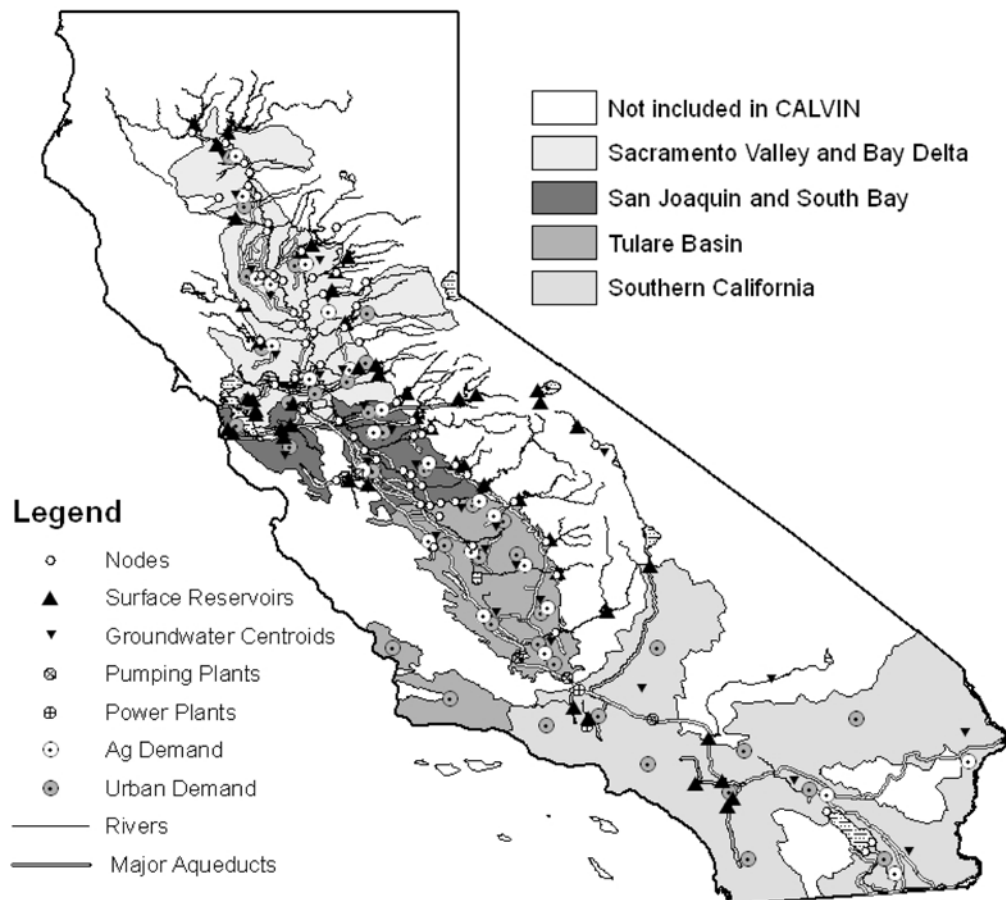 Not included in CALVIN
Sacramento Valley and Bay Delta
San Joaquin and South Bay
Tulare Basin
Southern California
Legend
Nodes
Surface Reservoirs
Groundwater Centroids
Pumping Plants
Power Plants
Ag Demand
Urban Demand
Rivers
Major Aqueducts